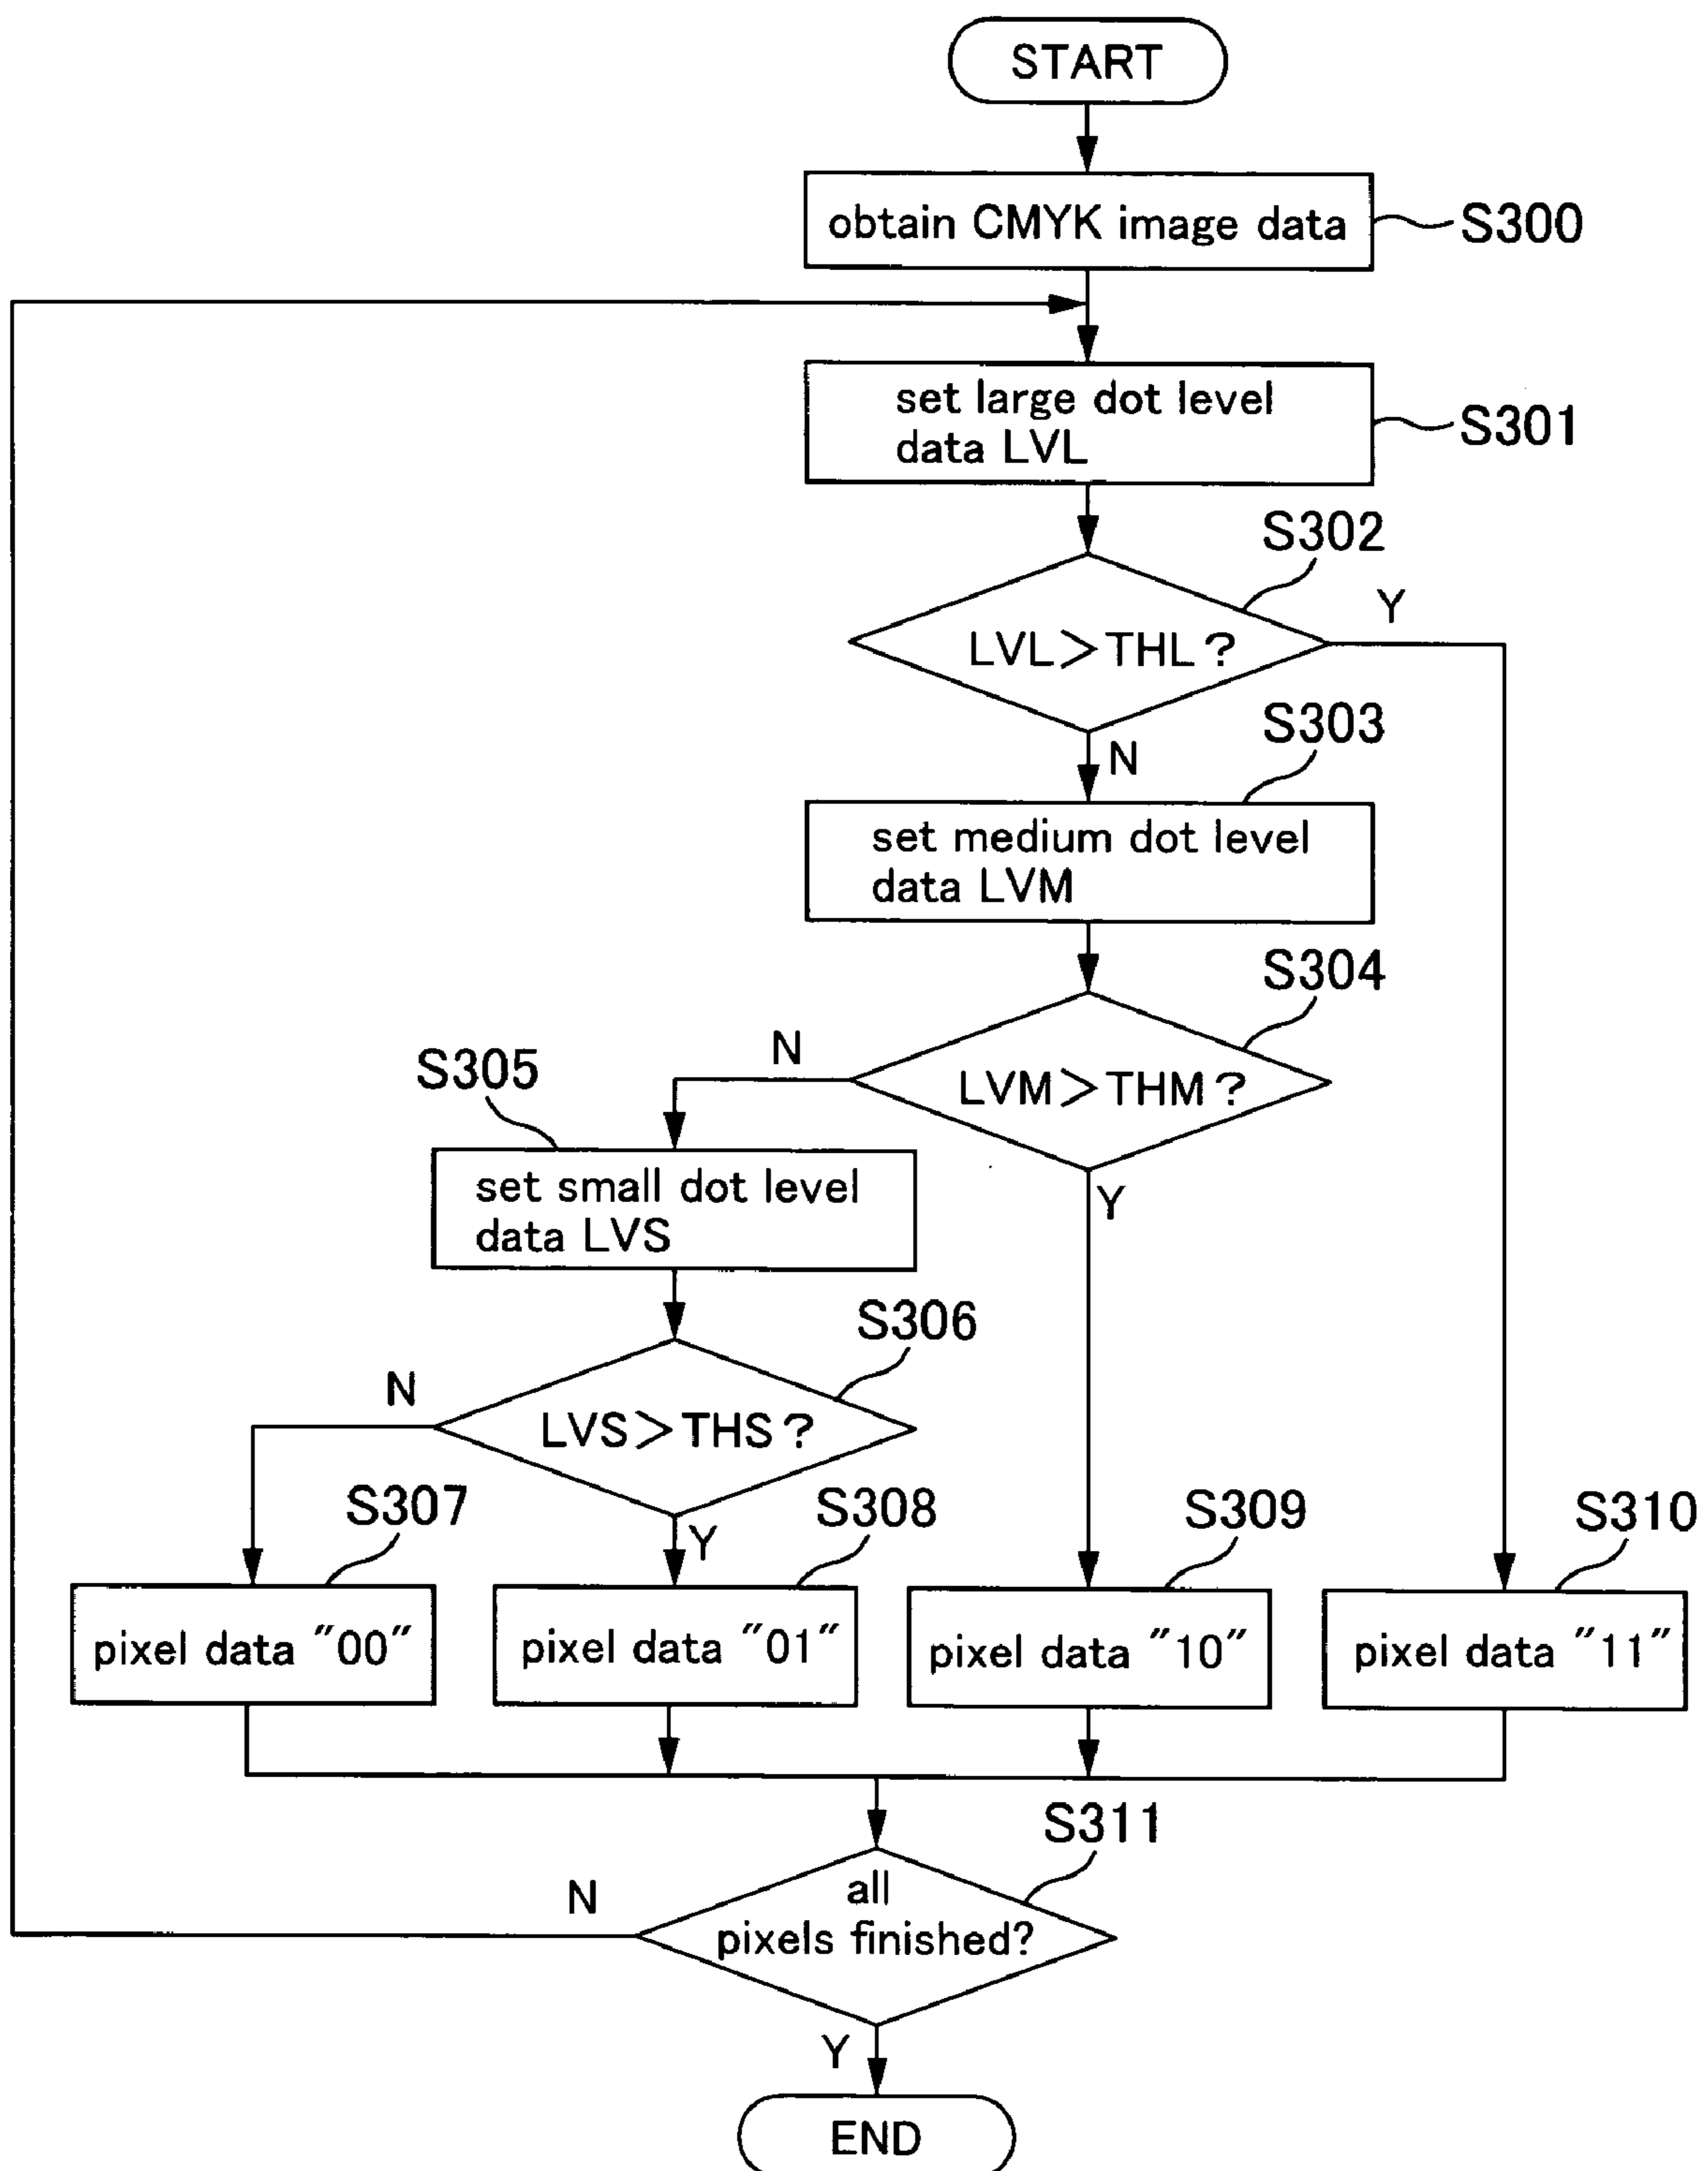 START
obtain CMYK image data
S300
set large dot level
data LVL
S301
S302
LVL>THL?
Y
N
S303
set medium dot level
data LVM
S304
LVM>THM?
N
Y
S305
set small dot level
data LVS
S306
LVS>THS?
N
Y
S307
S308
S309
S310
pixel data "00"
pixel data "01"
pixel data "10"
pixel data "11"
S311
all
pixels finished?
N
Y
END